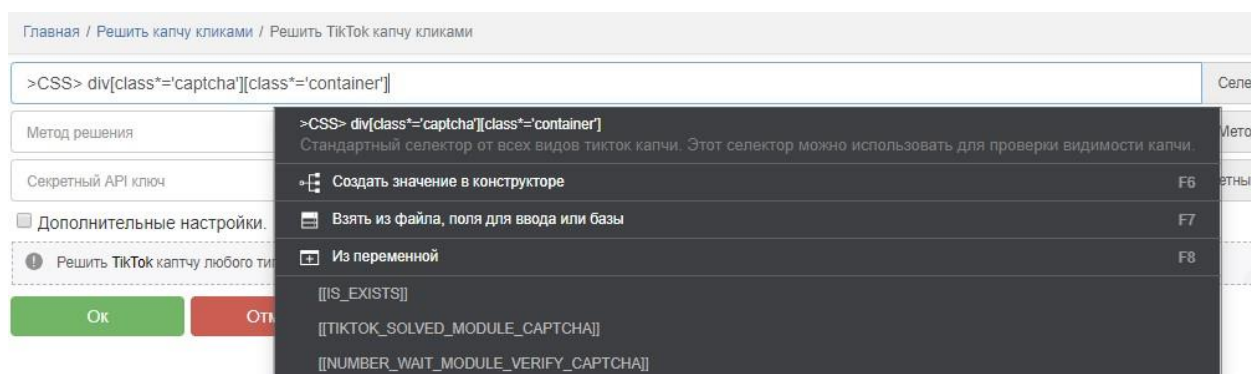 Главная / Решить капчу кликами / Решить TikTok капчу кликами
>CSS> div[class*='captcha'][class*='container']
Селе
Метод решения
>CSS> div[class*='captcha'][class*='container']
Мето
Стандартный селектор от всех видов тикток капчи. Этот селектор можно использовать для проверки видимости капчи.
Секретный API ключ
Создать значение в конструкторе F6
етны
Дополнительные настройки.
Взять из файла, поля для ввода или базы F7
Решить TikTok каптчу любого тип
Из переменной F8
[[IS_EXISTS]]
Ок
Отм
[[TIKTOK_SOLVED_MODULE_CAPTCHA]]
[[NUMBER_WAIT_MODULE_VERIFY_CAPTCHA]]